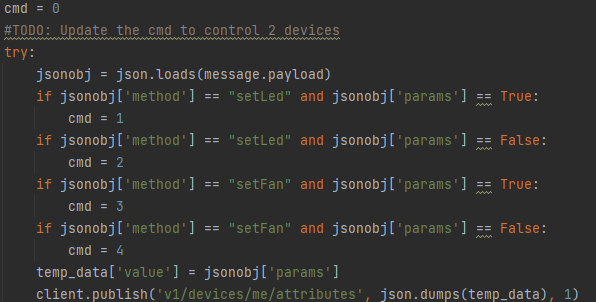 cmd = 0
#TODO: Update the cmd to control 2 devices
try:
    jsonobj = json.loads(message.payload)
    if jsonobj['method'] == "setLed" and jsonobj['params'] == True:
        cmd = 1
    if jsonobj['method'] == "setLed" and jsonobj['params'] == False:
        cmd = 2
    if jsonobj['method'] == "setFan" and jsonobj['params'] == True:
        cmd = 3
    if jsonobj['method'] == "setFan" and jsonobj['params'] == False:
        cmd = 4
    temp_data['value'] = jsonobj['params']
    client.publish('v1/devices/me/attributes', json.dumps(temp_data), 1)